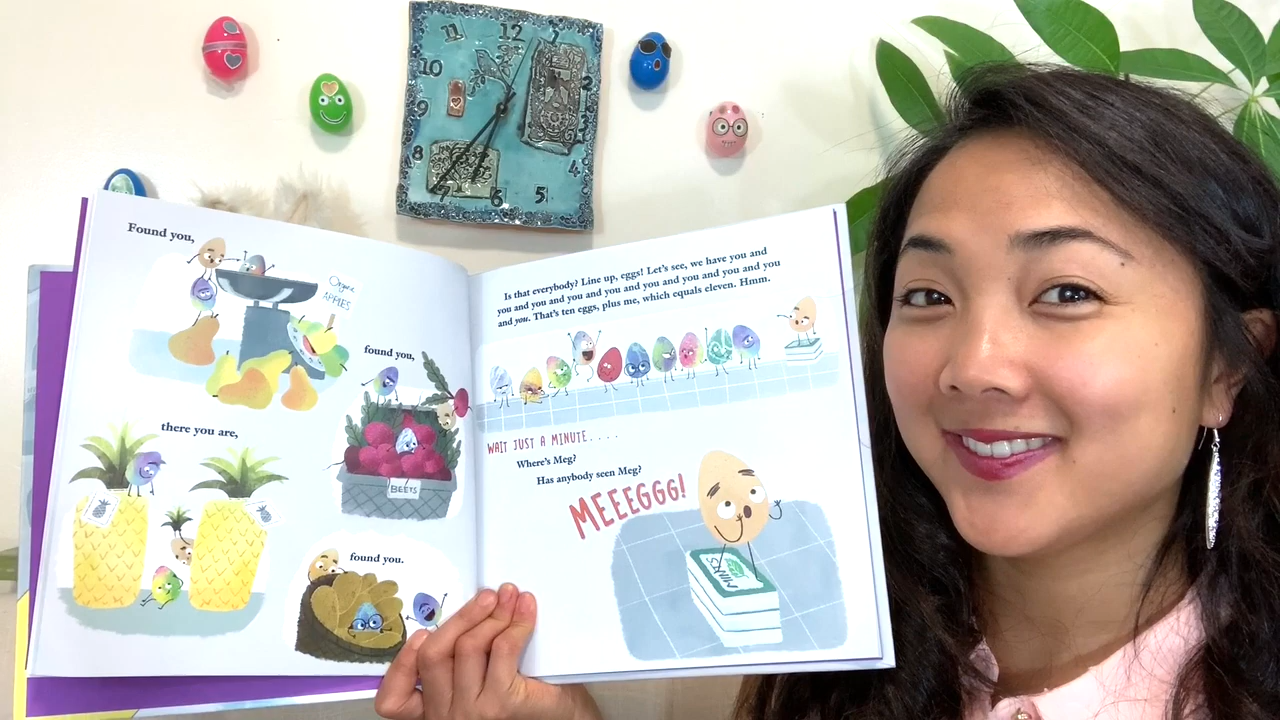 Found you,
Organic
APPLES
found you,
there you are,
BEETS
found you.
Is that everybody? Line up, eggs! Let's see, we have you and
you and you and you and you and you and you and you and you
and you. That's ten eggs, plus me, which equals eleven. Hmm.
WAIT JUST A MINUTE....
Where's Meg?
Has anybody seen Meg?
MEEEGGG!
MINTS
11 12
10 2
9
8 4
7 6 5